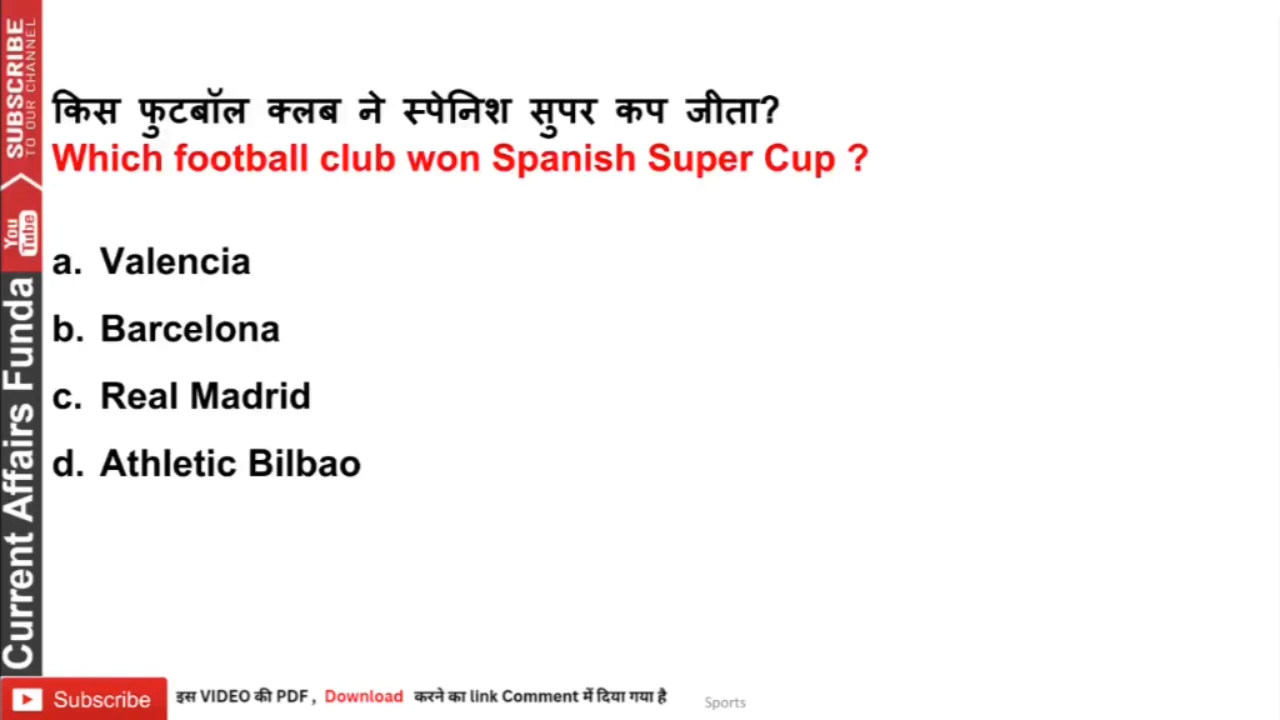 किस फुटबॉल क्लब ने स्पेनिश सुपर कप जीता?
Which football club won Spanish Super Cup ?
a. Valencia
b. Barcelona
c. Real Madrid
d. Athletic Bilbao
SUBSCRIBE
TO OUR CHANNEL
You
Tube
Current Affairs Funda
Subscribe
इस VIDEO की PDF , Download करने का link Comment में दिया गया है
Sports